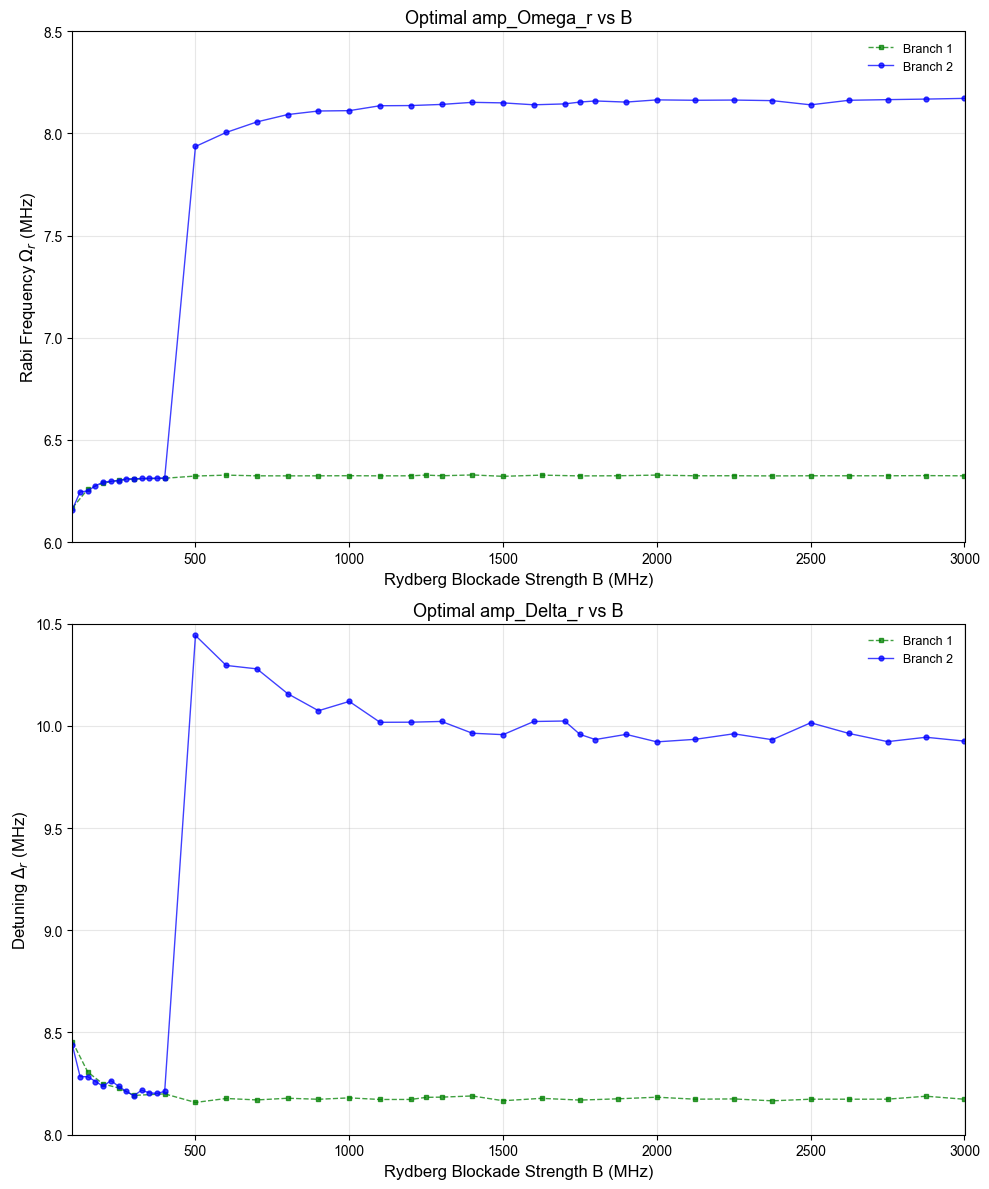 Optimal amp_Omega_r vs B
8.5
8.0
7.5
7.0
6.5
6.0
Rabi Frequency Ωr (MHz)
Branch 1
Branch 2
500
1000
1500
2000
2500
3000
Rydberg Blockade Strength B (MHz)
Optimal amp_Delta_r vs B
10.5
10.0
9.5
9.0
8.5
8.0
Detuning Δr (MHz)
Branch 1
Branch 2
500
1000
1500
2000
2500
3000
Rydberg Blockade Strength B (MHz)